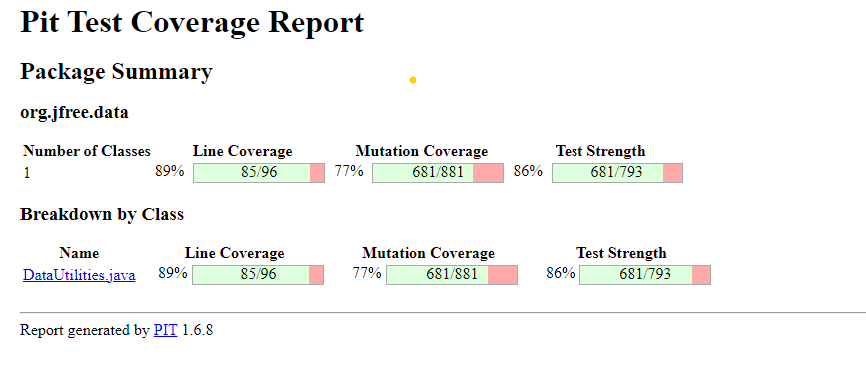 Pit Test Coverage Report
Package Summary
org.jfree.data
Number of Classes Line Coverage Mutation Coverage Test Strength
1 89% 85/96 77% 681/881 86% 681/793
Breakdown by Class
Name Line Coverage Mutation Coverage Test Strength
DataUtilities.java 89% 85/96 77% 681/881 86% 681/793
Report generated by PIT 1.6.8